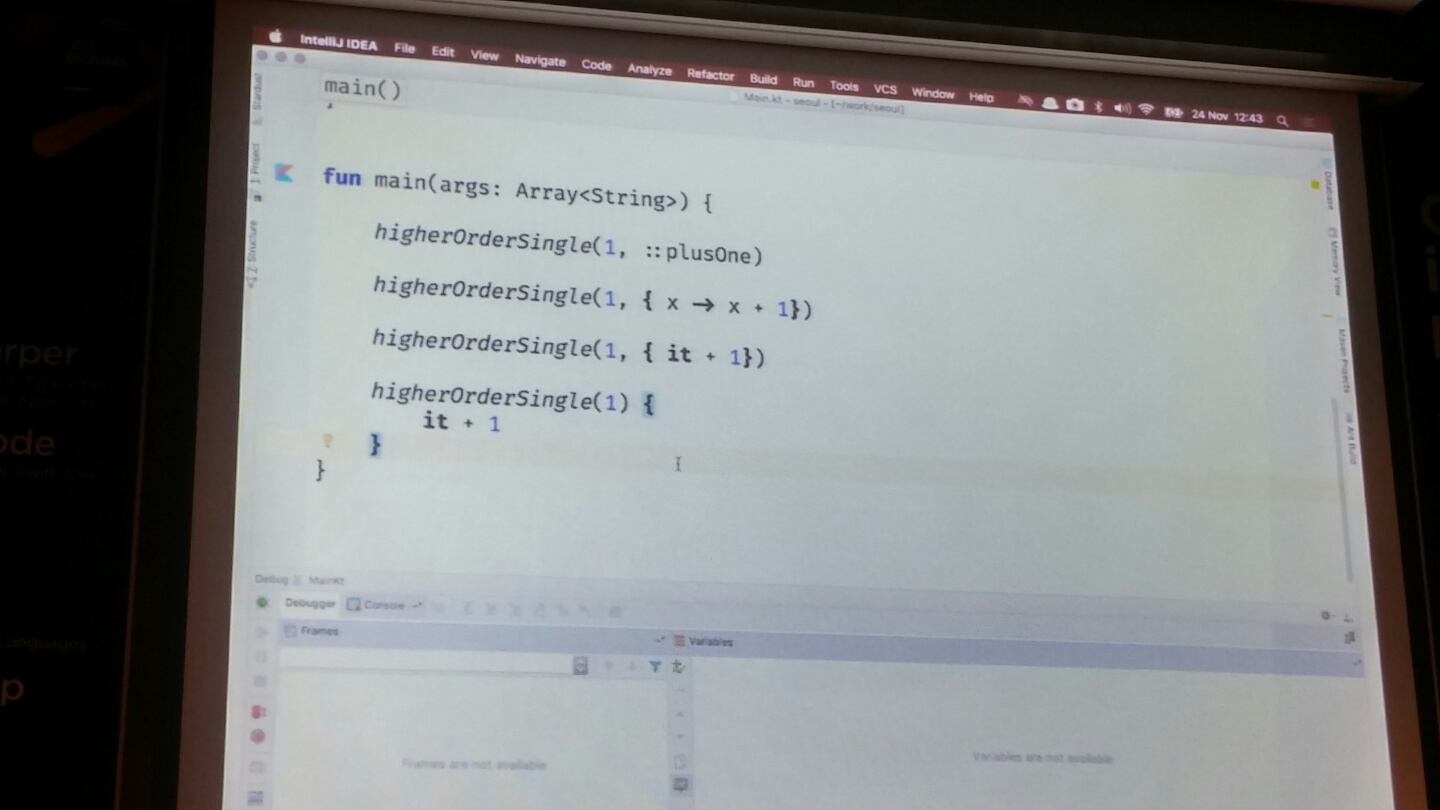 IntelliJ IDEA File Edit View Navigate Code Analyze Refactor Build Run Tools VCS Window Help 24 Nov 12:43
Main.kt - seoul - [~/work/seoul]
main()
fun main(args: Array<String>) {
higherOrderSingle(1, ::plusOne)
higherOrderSingle(1, { x → x + 1})
higherOrderSingle(1, { it + 1})
higherOrderSingle(1) {
it + 1
}
}
1: Project
Z: Structure
Database
Memory View
Maven Projects
Ant Build
Debug MainKt
Debugger Console
Frames
Variables
Frames are not available
Variables are not available
rper
ode
Languages
p